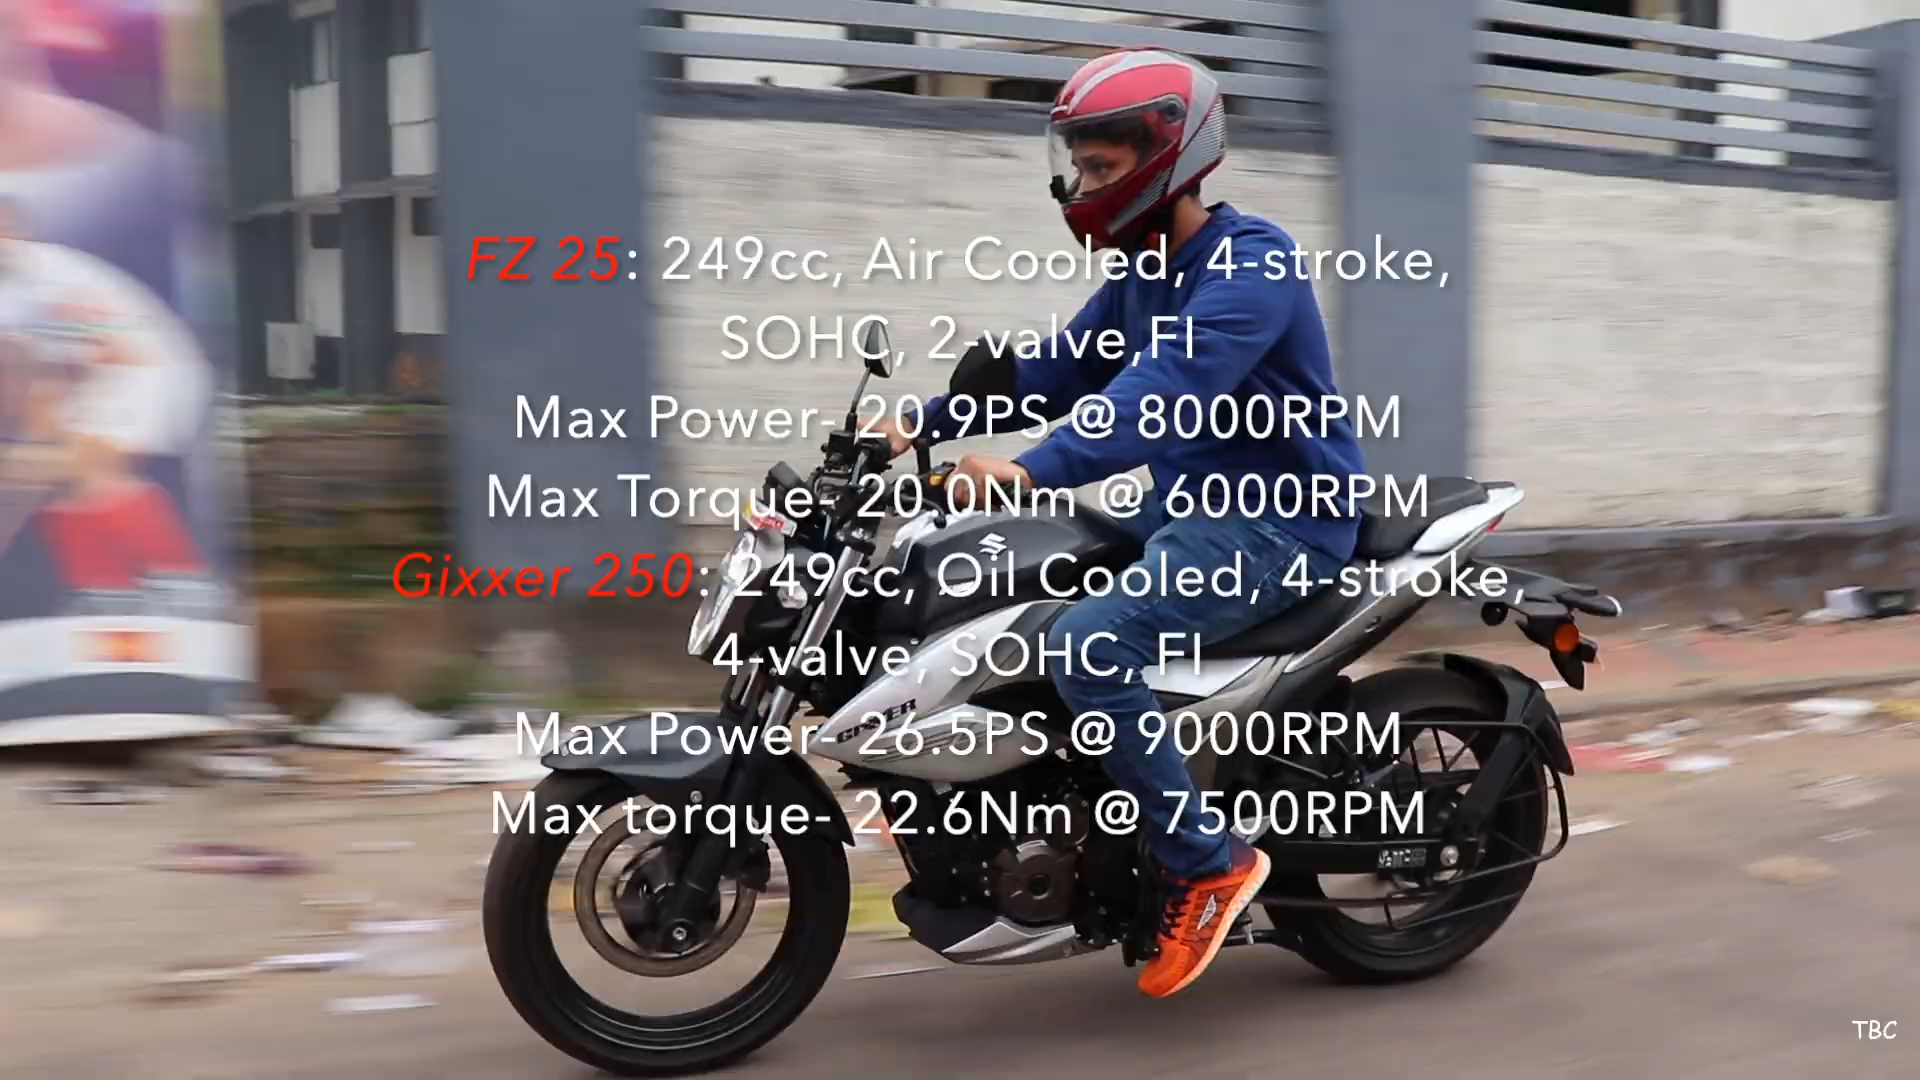 FZ 25: 249cc, Air Cooled, 4-stroke,
SOHC, 2-valve,FI
Max Power- 20.9PS @ 8000RPM
Max Torque- 20.0Nm @ 6000RPM
Gixxer 250: 249cc, Oil Cooled, 4-stroke,
4-valve, SOHC, FI
Max Power- 26.5PS @ 9000RPM
Max torque- 22.6Nm @ 7500RPM
GIXXER
TBC